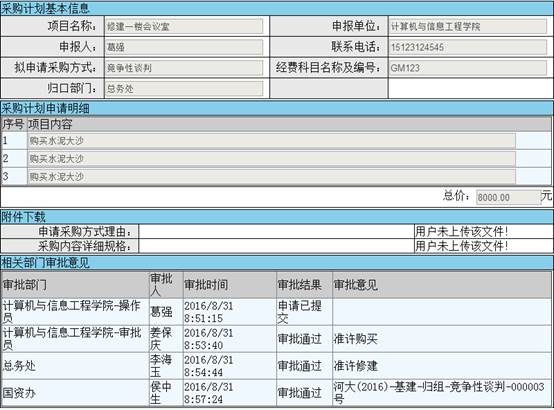 采购计划基本信息
项目名称： 修建一楼会议室 申报单位： 计算机与信息工程学院
申报人： 葛强 联系电话： 15123124545
拟申请采购方式： 竞争性谈判 经费科目名称及编号： GM123
归口部门： 总务处
采购计划申请明细
序号 项目内容
1 购买水泥大沙
2 购买水泥大沙
3 购买水泥大沙
总价： 8000.00 元
附件下载
申请采购方式理由： 用户未上传该文件!
采购内容详细规格： 用户未上传该文件!
相关部门审批意见
审批部门 审批人 审批时间 审批结果 审批意见
计算机与信息工程学院-操作员 葛强 2016/8/31 8:51:15 申请已提交
计算机与信息工程学院-审批员 姜保庆 2016/8/31 8:53:40 审批通过 准许购买
总务处 李海玉 2016/8/31 8:54:44 审批通过 准许修建
国资办 侯中生 2016/8/31 8:57:24 审批通过 河大(2016)-基建-归组-竞争性谈判-000003号